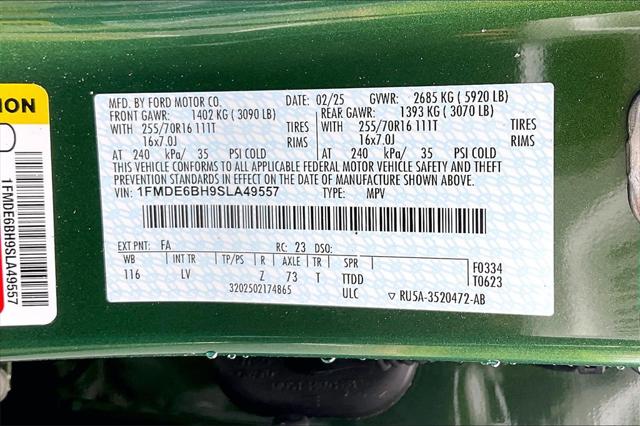 MFD. BY FORD MOTOR CO. DATE: 02/25 GVWR: 2685 KG ( 5920 LB)
FRONT GAWR: 1402 KG ( 3090 LB) REAR GAWR: 1393 KG ( 3070 LB)
WITH 255/70R16 111T TIRES WITH 255/70R16 111T TIRES
16x7.0J RIMS 16x7.0J RIMS
AT 240 kPa/ 35 PSI COLD AT 240 kPa/ 35 PSI COLD
THIS VEHICLE CONFORMS TO ALL APPLICABLE FEDERAL MOTOR VEHICLE SAFETY AND THEFT
PREVENTION STANDARDS IN EFFECT ON THE DATE OF MANUFACTURE SHOWN ABOVE.
VIN: 1FMDE6BH9SLA49557 TYPE: MPV
EXT PNT: FA RC: 23 DSO:
WB INT TR TP/PS R AXLE TR SPR F0334
116 LV Z 73 T TTDD T0623
3202502174865 ULC ▽ RU5A-3520472-AB
ION
1FMDE6BH9SLA49557